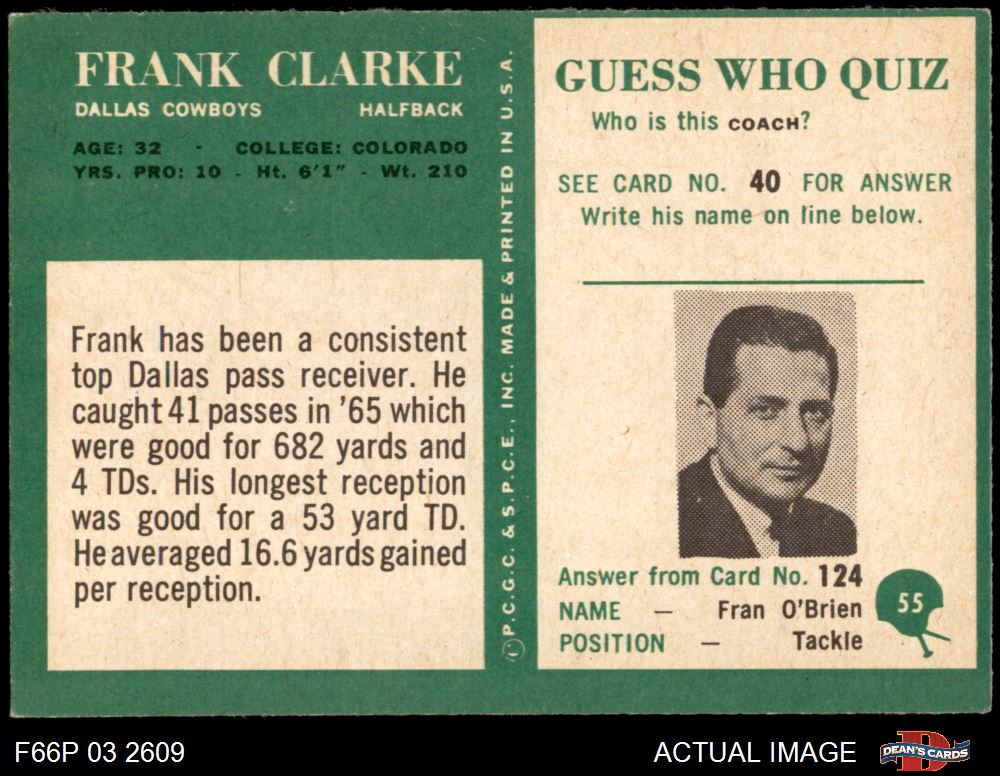 FRANK CLARKE
DALLAS COWBOYS HALFBACK
AGE: 32 - COLLEGE: COLORADO
YRS. PRO: 10 - Ht. 6'1" - Wt. 210
Frank has been a consistent
top Dallas pass receiver. He
caught 41 passes in '65 which
were good for 682 yards and
4 TDs. His longest reception
was good for a 53 yard TD.
He averaged 16.6 yards gained
per reception.
©P.C.G.C. & S.P.C.E., INC. MADE & PRINTED IN U.S.A.
GUESS WHO QUIZ
Who is this COACH?
SEE CARD NO. 40 FOR ANSWER
Write his name on line below.
Answer from Card No. 124
NAME — Fran O'Brien
POSITION — Tackle
55
F66P 03 2609
ACTUAL IMAGE
D
DEAN'S CARDS